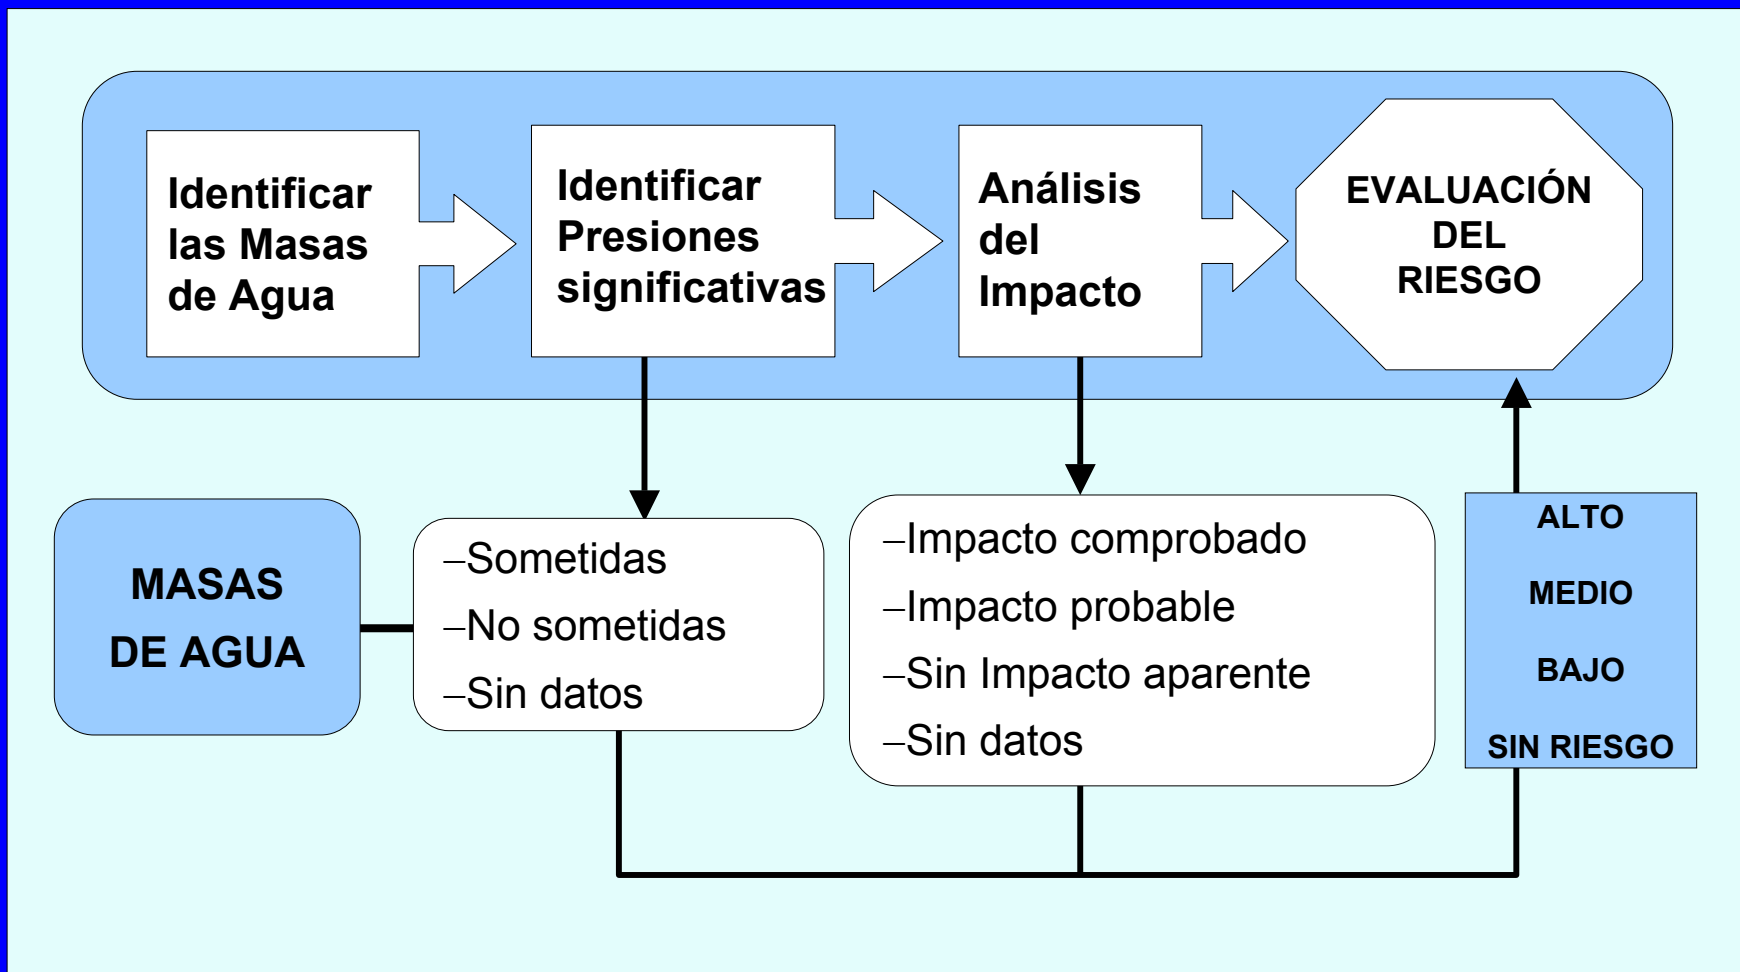 Identificar
las Masas
de Agua
Identificar
Presiones
significativas
Análisis
del
Impacto
EVALUACIÓN
DEL
RIESGO
MASAS
DE AGUA
–Sometidas
–No sometidas
–Sin datos
–Impacto comprobado
–Impacto probable
–Sin Impacto aparente
–Sin datos
ALTO
MEDIO
BAJO
SIN RIESGO